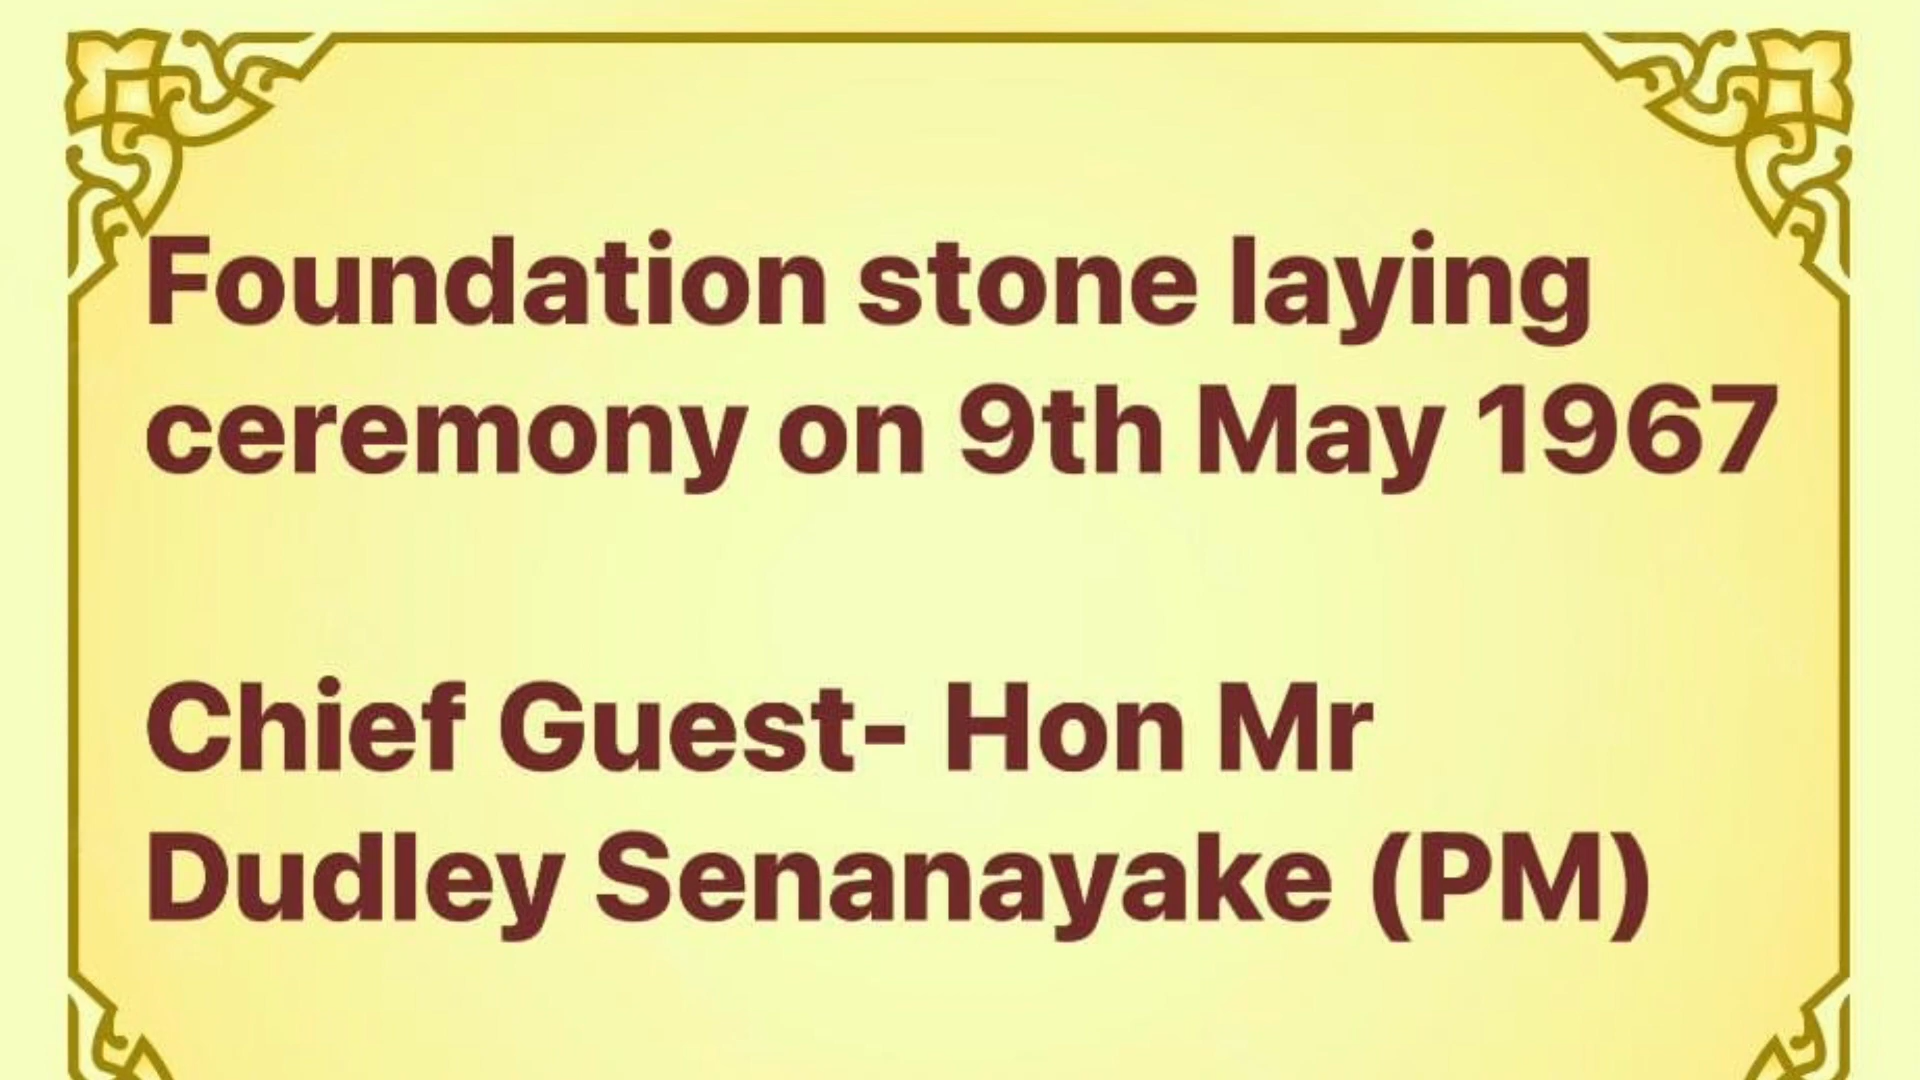 Foundation stone laying
ceremony on 9th May 1967
Chief Guest- Hon Mr
Dudley Senanayake (PM)